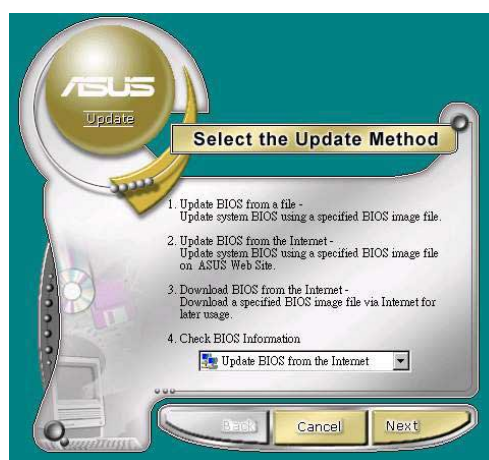 ASUS
Update
Select the Update Method
1. Update BIOS from a file -
Update system BIOS using a specified BIOS image file.
2. Update BIOS from the Internet -
Update system BIOS using a specified BIOS image file
on ASUS Web Site.
3. Download BIOS from the Internet -
Download a specified BIOS image file via Internet for
later usage.
4. Check BIOS Information
Update BIOS from the Internet
Back Cancel Next